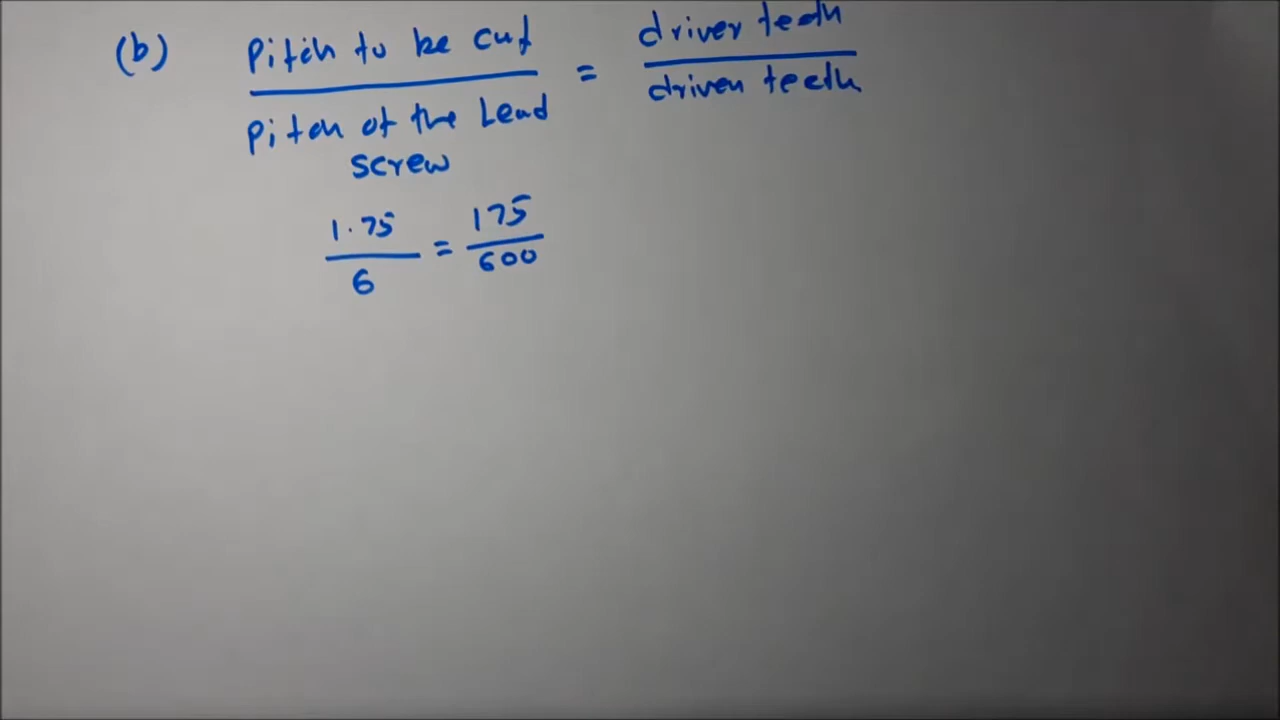 (b) Pitch to be cut / Pitch of the Lead screw = driver teeth / driven teeth
1.75 / 6 = 175 / 600